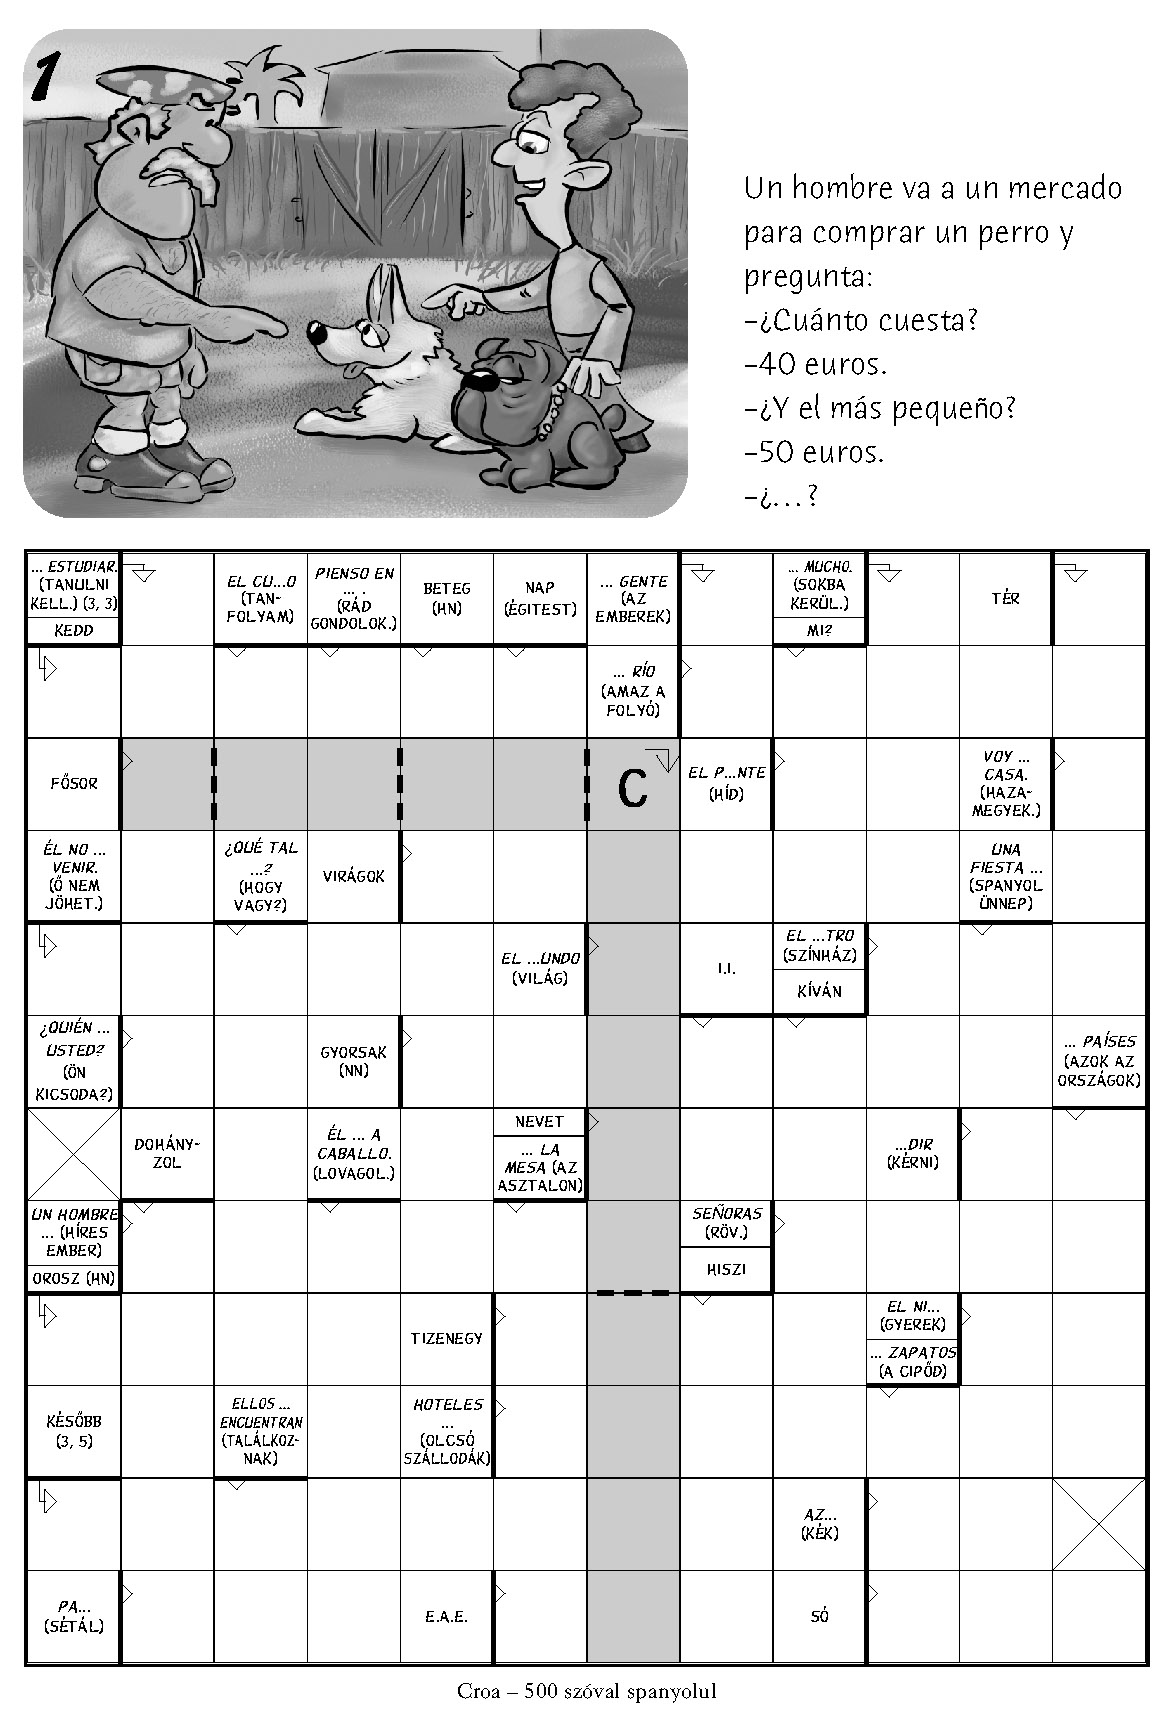 1
Un hombre va a un mercado
para comprar un perro y
pregunta:
–¿Cuánto cuesta?
–40 euros.
–¿Y el más pequeño?
–50 euros.
–¿...?
... ESTUDIAR.
(TANULNI
KELL.) (3, 3)
KEDD
EL CU...O
(TAN-
FOLYAM)
PIENSO EN
... .
(RÁD
GONDOLOK.)
BETEG
(HN)
NAP
(ÉGITEST)
... GENTE
(AZ
EMBEREK)
... MUCHO.
(SOKBA
KERÜL.)
MI?
TÉR
... RÍO
(AMAZ A
FOLYÓ)
FŐSOR
C
EL P...NTE
(HÍD)
VOY ...
CASA.
(HAZA-
MEGYEK.)
ÉL NO ...
VENIR.
(Ő NEM
JÖHET.)
¿QUÉ TAL
...?
(HOGY
VAGY?)
VIRÁGOK
UNA
FIESTA ...
(SPANYOL
ÜNNEP)
EL ...UNDO
(VILÁG)
I.I.
EL ...TRO
(SZÍNHÁZ)
KÍVÁN
¿QUIÉN ...
USTED?
(ÖN
KICSODA?)
GYORSAK
(NN)
... PAÍSES
(AZOK AZ
ORSZÁGOK)
DOHÁNY-
ZOL
ÉL ... A
CABALLO.
(LOVAGOL.)
NEVET
... LA
MESA (AZ
ASZTALON)
...DIR
(KÉRNI)
UN HOMBRE
... (HÍRES
EMBER)
OROSZ (HN)
SEÑORAS
(RÖV.)
HISZI
TIZENEGY
EL NI...
(GYEREK)
... ZAPATOS
(A CIPŐD)
KÉSŐBB
(3, 5)
ELLOS ...
ENCUENTRAN
(TALÁLKOZ-
NAK)
HOTELES
...
(OLCSÓ
SZÁLLODÁK)
AZ...
(KÉK)
PA...
(SÉTÁL)
E.A.E.
SÓ
Croa – 500 szóval spanyolul